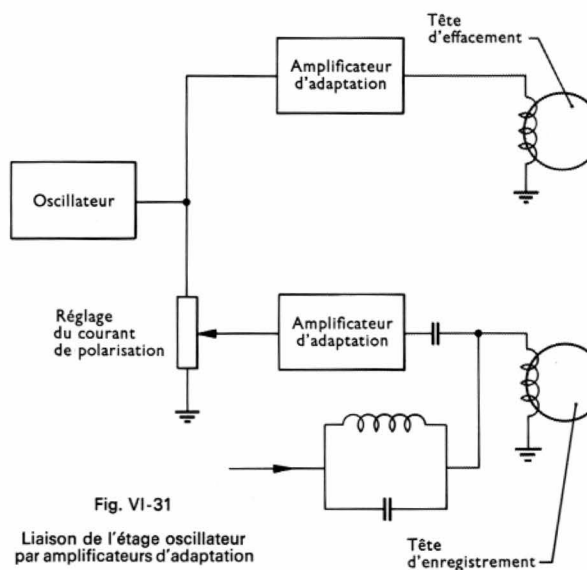 Tête
d'effacement
Amplificateur
d'adaptation
Oscillateur
Réglage
du courant
de polarisation
Amplificateur
d'adaptation
Fig. VI-31
Liaison de l'étage oscillateur
par amplificateurs d'adaptation
Tête
d'enregistrement